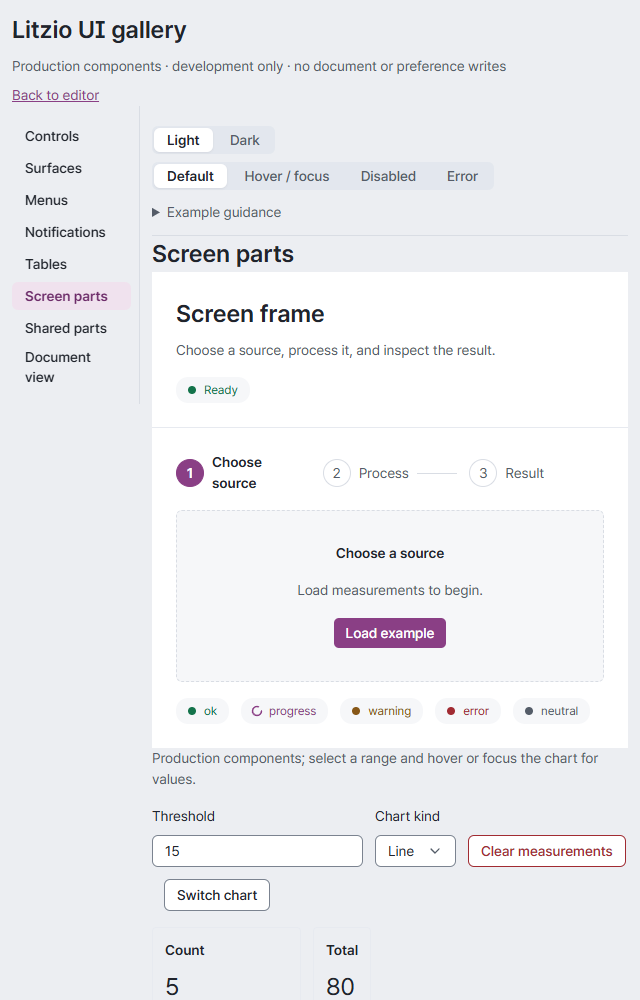 Litzio UI gallery
Production components · development only · no document or preference writes
Back to editor
Controls
Surfaces
Menus
Notifications
Tables
Screen parts
Shared parts
Document
view
Light Dark
Default Hover / focus Disabled Error
Example guidance
Screen parts
Screen frame
Choose a source, process it, and inspect the result.
Ready
1 Choose source 2 Process 3 Result
Choose a source
Load measurements to begin.
Load example
ok progress warning error neutral
Production components; select a range and hover or focus the chart for
values.
Threshold Chart kind
15 Line Clear measurements
Switch chart
Count Total
5 80